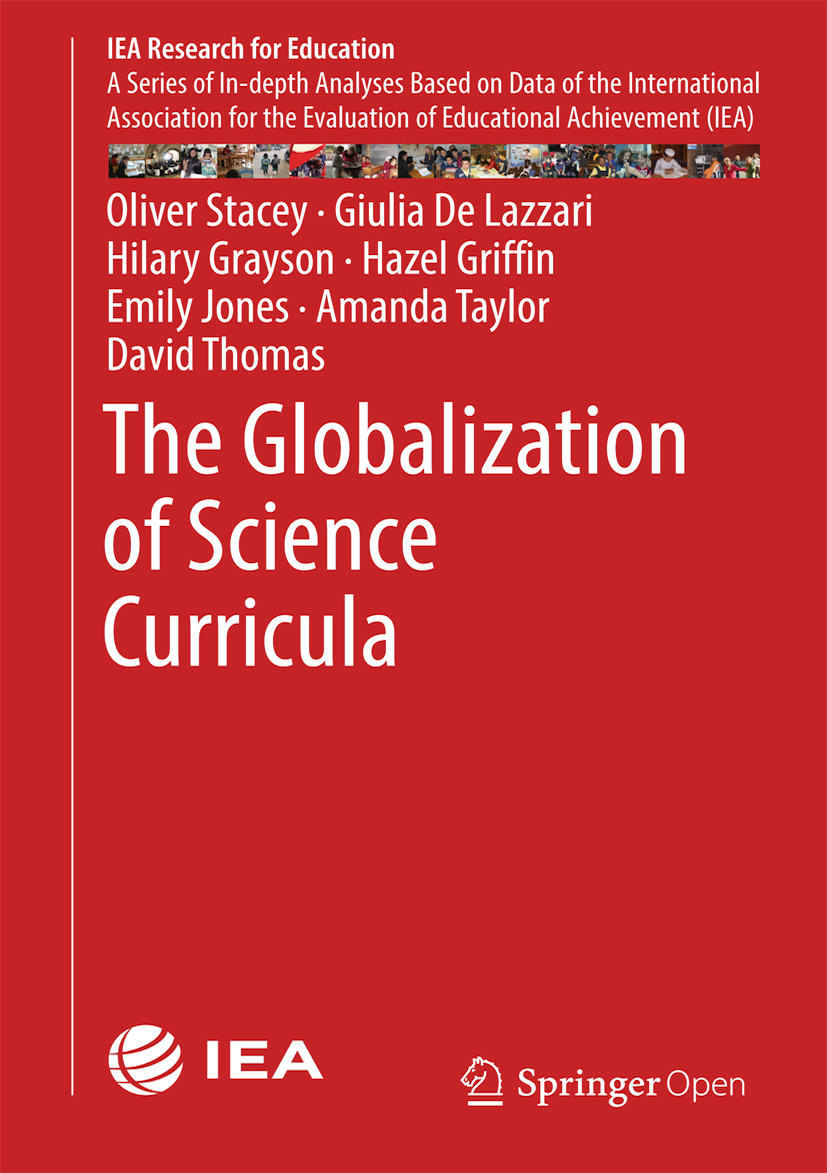 IEA Research for Education
A Series of In-depth Analyses Based on Data of the International
Association for the Evaluation of Educational Achievement (IEA)
Oliver Stacey · Giulia De Lazzari
Hilary Grayson · Hazel Griffin
Emily Jones · Amanda Taylor
David Thomas
The Globalization
of Science
Curricula
IEA
Springer Open